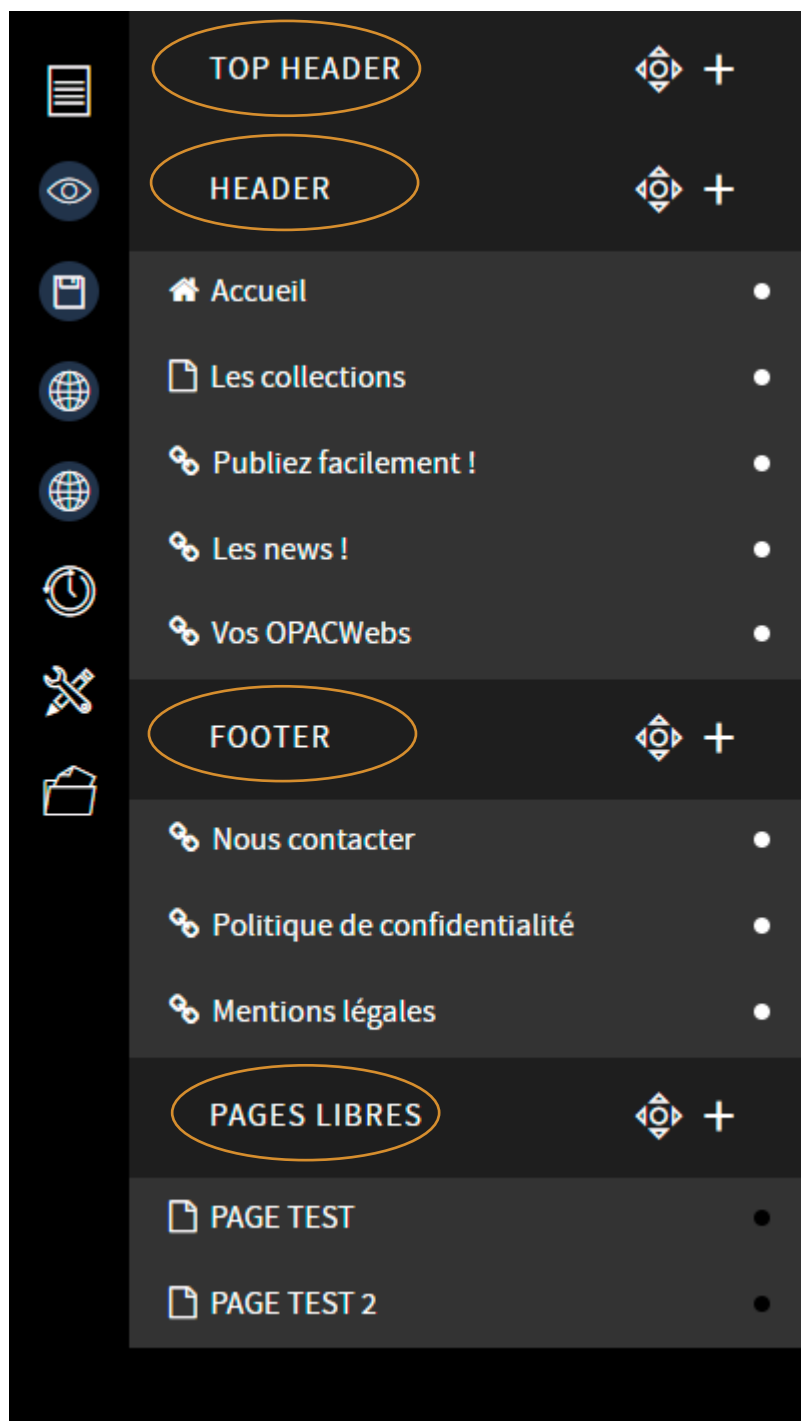 TOP HEADER
HEADER
Accueil
Les collections
Publiez facilement !
Les news !
Vos OPACWebs
FOOTER
Nous contacter
Politique de confidentialité
Mentions légales
PAGES LIBRES
PAGE TEST
PAGE TEST 2